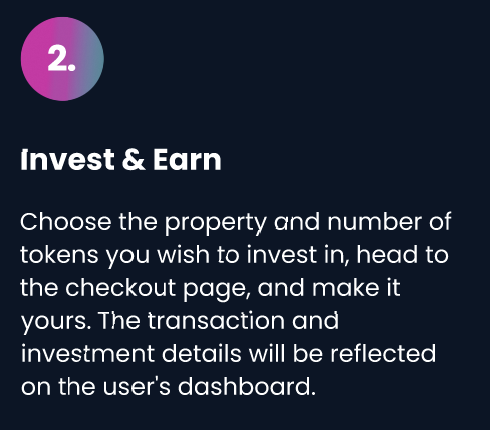 2.
Invest & Earn
Choose the property and number of
tokens you wish to invest in, head to
the checkout page, and make it
yours. The transaction and
investment details will be reflected
on the user's dashboard.